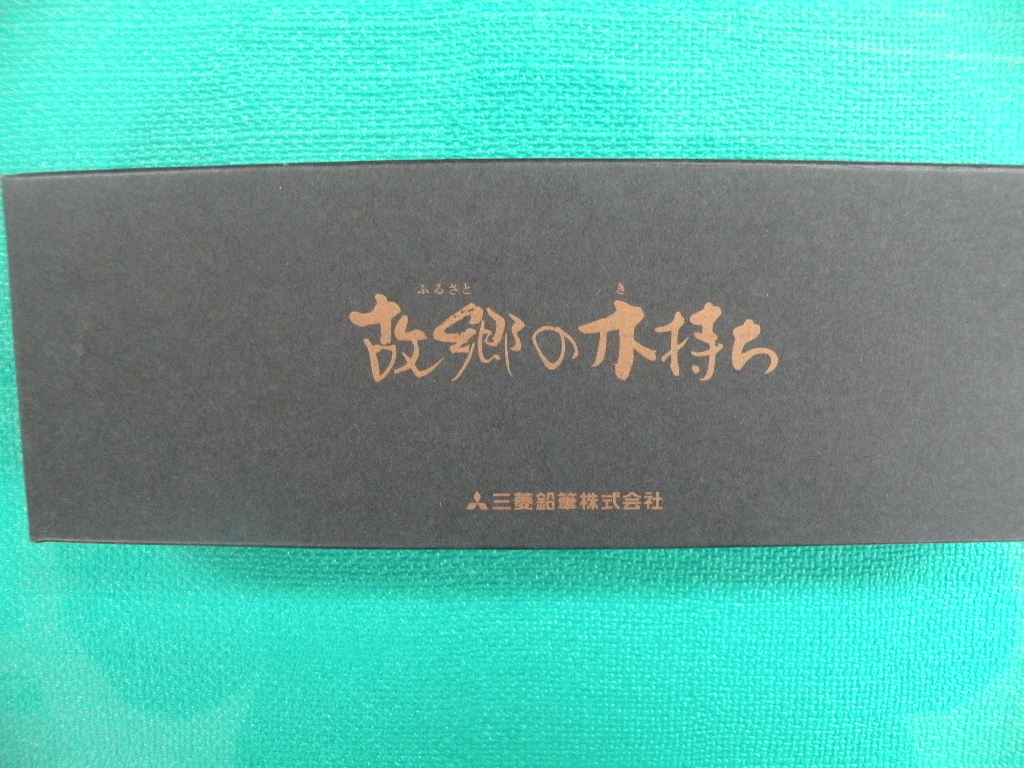 ふるさと き
故郷の木持ち
三菱鉛筆株式会社